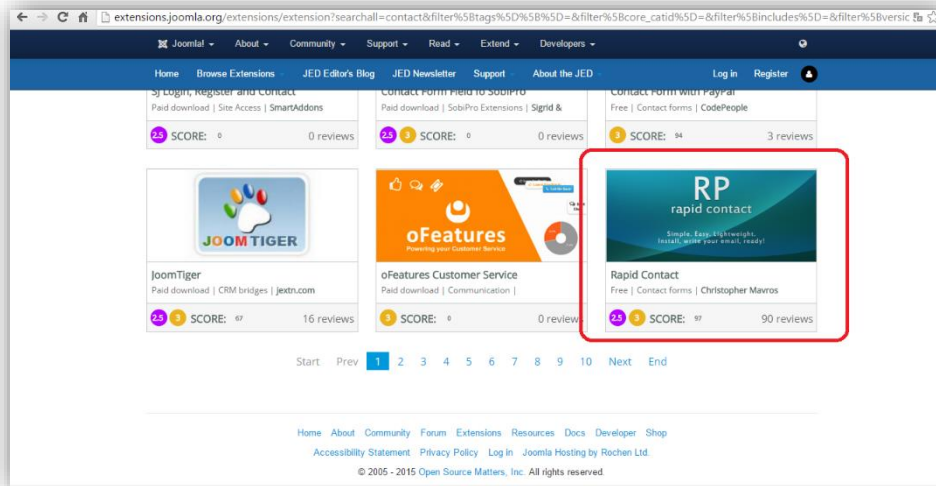 extensions.joomla.org/extensions/extension?searchall=contact&filter%5Btags%5D%5B%5D=&filter%5Bcore_catid%5D=&filter%5Bincludes%5D=&filter%5Bversic
Joomla! About Community Support Read Extend Developers
Home Browse Extensions JED Editor's Blog JED Newsletter Support About the JED Log in Register
SJ Login, Register and Contact
Paid download | Site Access | SmartAddons
2.5 SCORE: 0 0 reviews
Contact Form Field To SobiPro
Paid download | SobiPro Extensions | Sigrid &
2.5 3 SCORE: 0 0 reviews
Contact Form with PayPal
Free | Contact forms | CodePeople
3 SCORE: 94 3 reviews
JOOMTIGER
JoomTiger
Paid download | CRM bridges | jextn.com
2.5 3 SCORE: 67 16 reviews
oFeatures
Powering your Customer Service
oFeatures Customer Service
Paid download | Communication |
3 SCORE: 0 0 reviews
RP
rapid contact
Simple. Easy. Lightweight.
Install, write your email, ready!
Rapid Contact
Free | Contact forms | Christopher Mavros
2.5 3 SCORE: 97 90 reviews
Start Prev 1 2 3 4 5 6 7 8 9 10 Next End
Home About Community Forum Extensions Resources Docs Developer Shop
Accessibility Statement Privacy Policy Log in Joomla Hosting by Rochen Ltd.
© 2005 - 2015 Open Source Matters, Inc. All rights reserved.